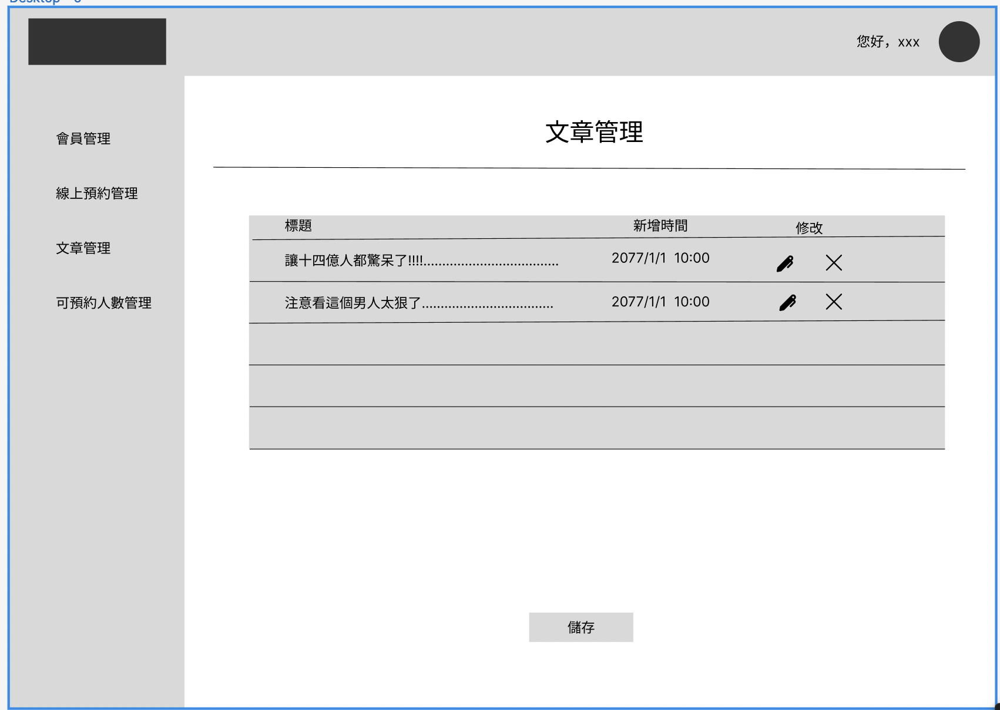 您好，xxx
會員管理
線上預約管理
文章管理
可預約人數管理
文章管理
標題 新增時間 修改
讓十四億人都驚呆了!!!!.................................... 2077/1/1 10:00
注意看這個男人太狠了................................... 2077/1/1 10:00
儲存